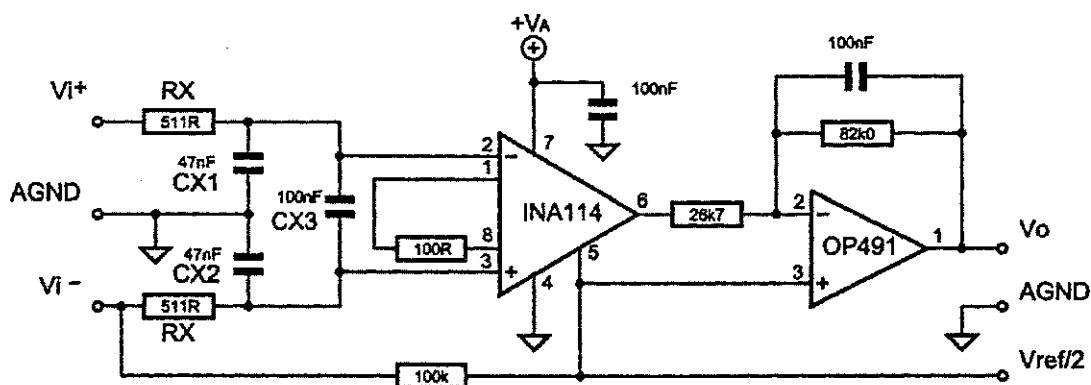 +VA
100nF
Vi+
RX
100nF
511R
7
2
-
82k0
47nF
1
CX1
AGND
100nF
INA114
6
26k7
2
-
CX3
OP491
1
Vo
47nF
100R
8
5
CX2
3
+
3
+
Vi -
4
AGND
511R
RX
Vref/2
100k